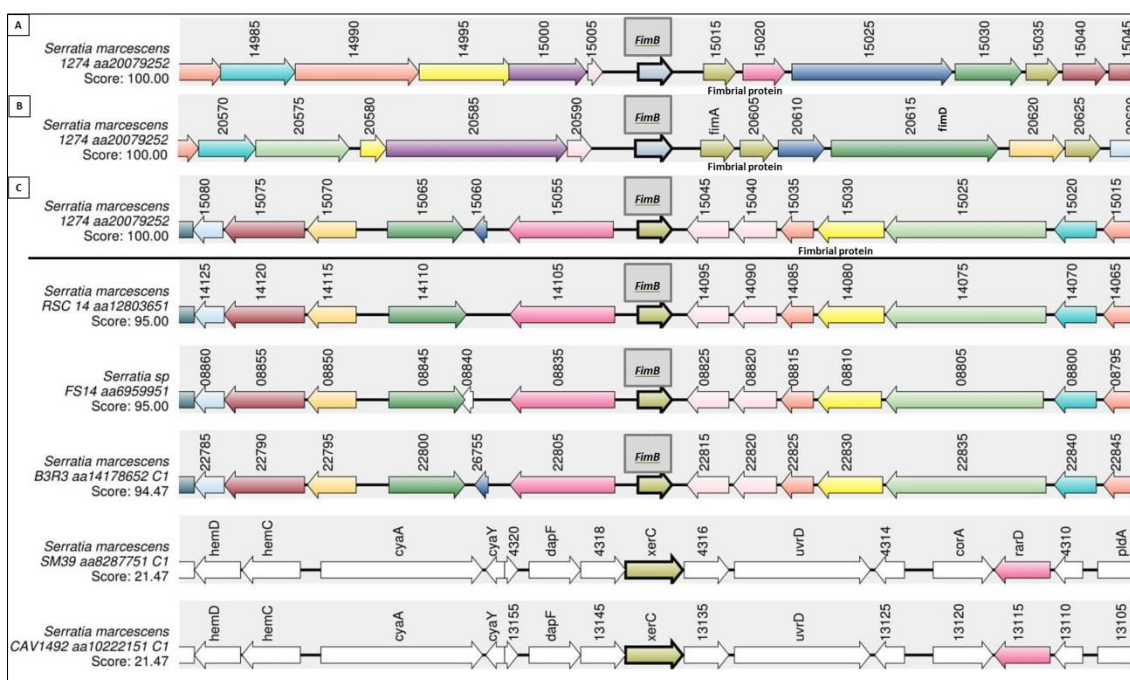 A
Serratia marcescens
1274 aa20079252
Score: 100.00
14985 14990 14995 15000 15005 FimB 15015 15020 15025 15030 15035 15040 15045
Fimbrial protein
B
Serratia marcescens
1274 aa20079252
Score: 100.00
20570 20575 20580 20585 20590 FimB fimA 20605 20610 20615 fimD 20620 20625
Fimbrial protein
C
Serratia marcescens
1274 aa20079252
Score: 100.00
15080 15075 15070 15065 15060 15055 FimB 15045 15040 15035 15030 15025 15020 15015
Fimbrial protein
Serratia marcescens
RSC 14 aa12803651
Score: 95.00
14125 14120 14115 14110 14105 FimB 14095 14090 14085 14080 14075 14070 14065
Serratia sp
FS14 aa6959951
Score: 95.00
08860 08855 08850 08845 08840 08835 FimB 08825 08820 08815 08810 08805 08800 08795
Serratia marcescens
B3R3 aa14178652 C1
Score: 94.47
22785 22790 22795 22800 26755 22805 FimB 22815 22820 22825 22830 22835 22840 22845
Serratia marcescens
SM39 aa8287751 C1
Score: 21.47
hemD hemC cyaA cyaY 4320 dapF 4318 xerC 4316 uvrD 4314 corA rarD 4310 pldA
Serratia marcescens
CAV1492 aa10222151 C1
Score: 21.47
hemD hemC cyaA cyaY 13155 dapF 13145 xerC 13135 uvrD 13125 13120 13115 13110 13105